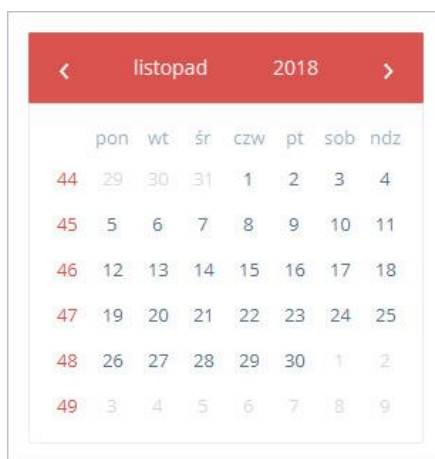 ‹ listopad 2018 ›
pon wt śr czw pt sob ndz
44 29 30 31 1 2 3 4
45 5 6 7 8 9 10 11
46 12 13 14 15 16 17 18
47 19 20 21 22 23 24 25
48 26 27 28 29 30 1 2
49 3 4 5 6 7 8 9